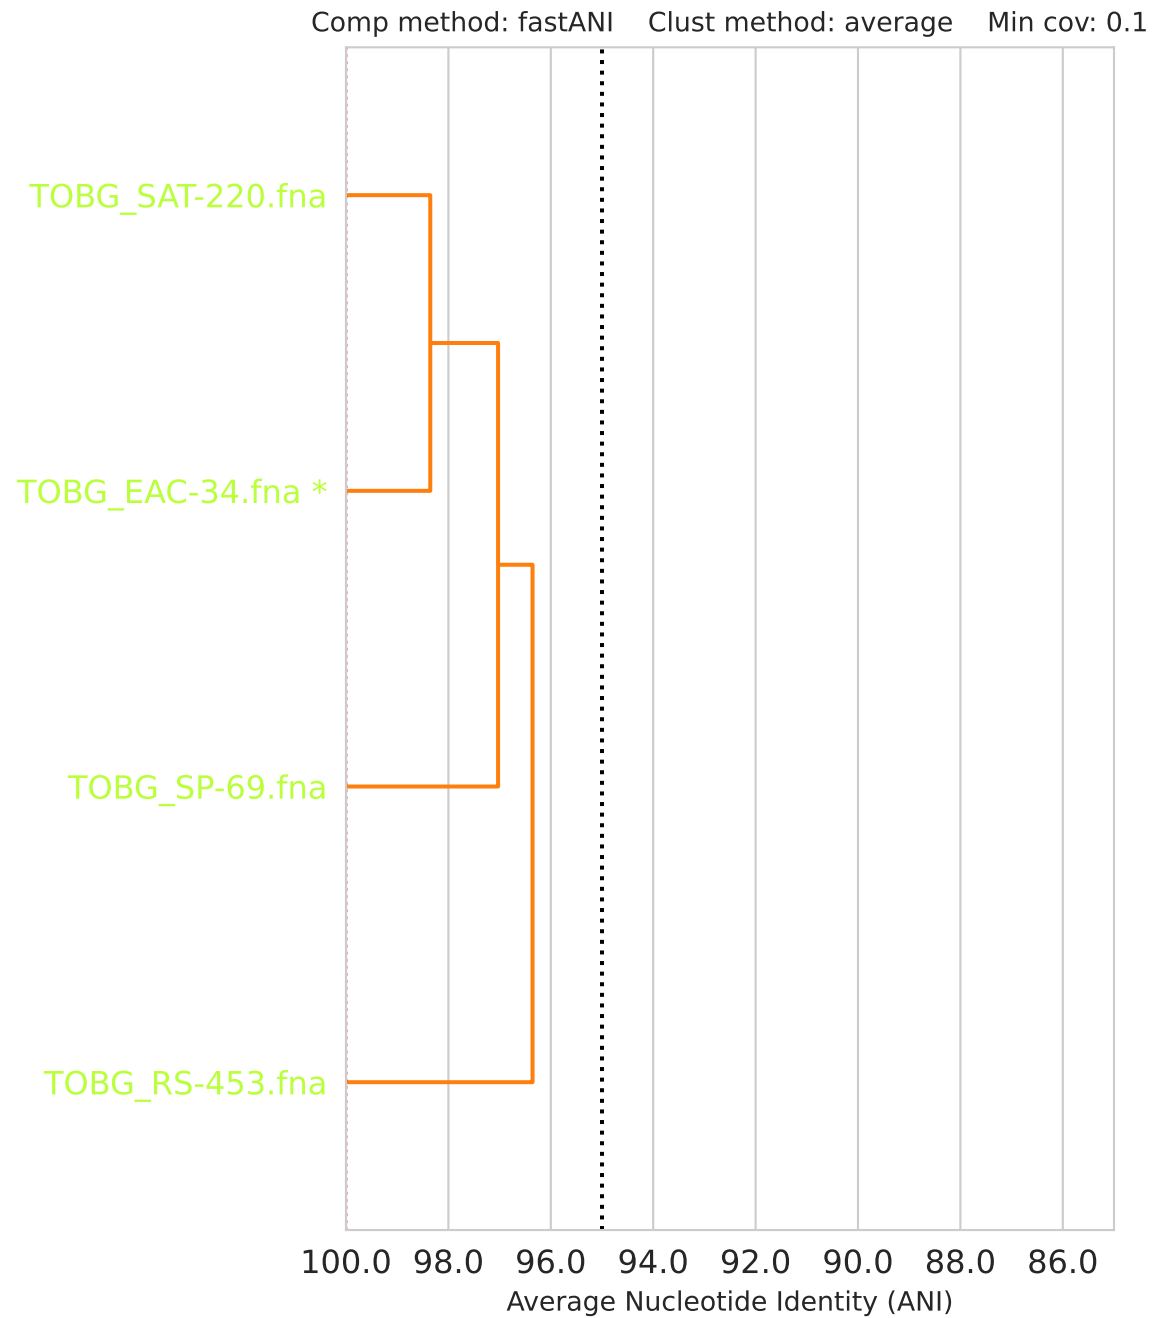 Comp method: fastANI    Clust method: average    Min cov: 0.1
TOBG_SAT-220.fna
TOBG_EAC-34.fna *
TOBG_SP-69.fna
TOBG_RS-453.fna
100.0 98.0 96.0 94.0 92.0 90.0 88.0 86.0
Average Nucleotide Identity (ANI)